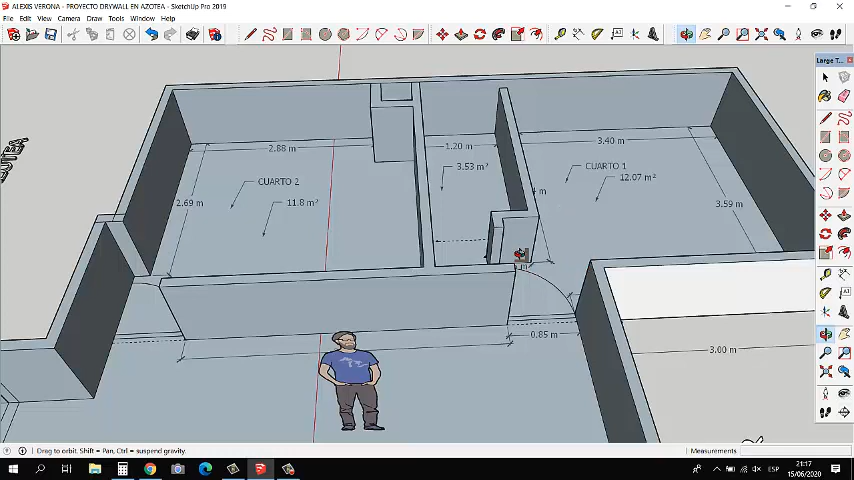 ALEXIS VERONA - PROYECTO DRYWALL EN AZOTEA - SketchUp Pro 2019
File Edit View Camera Draw Tools Window Help
Large T...
2.88 m
1.20 m
3.40 m
3.53 m²
CUARTO 1
12.07 m²
CUARTO 2
11.8 m²
2.69 m
m
3.59 m
0.85 m
3.00 m
Drag to orbit. Shift = Pan, Ctrl = suspend gravity.
Measurements
ESP
21:17
15/06/2020